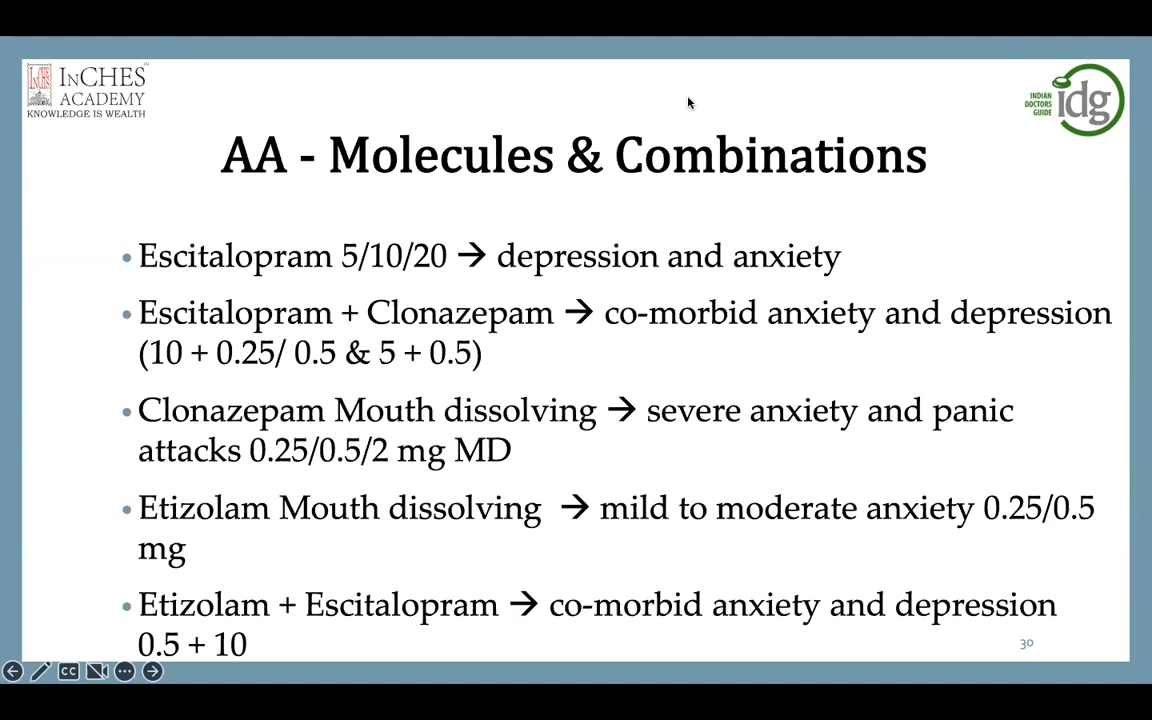 InCHES
ACADEMY
KNOWLEDGE IS WEALTH
INDIAN
DOCTORS
GUIDE
idg
AA - Molecules & Combinations
• Escitalopram 5/10/20 → depression and anxiety
• Escitalopram + Clonazepam → co-morbid anxiety and depression
(10 + 0.25/ 0.5 & 5 + 0.5)
• Clonazepam Mouth dissolving → severe anxiety and panic
attacks 0.25/0.5/2 mg MD
• Etizolam Mouth dissolving → mild to moderate anxiety 0.25/0.5
mg
• Etizolam + Escitalopram → co-morbid anxiety and depression
0.5 + 10
30
CC